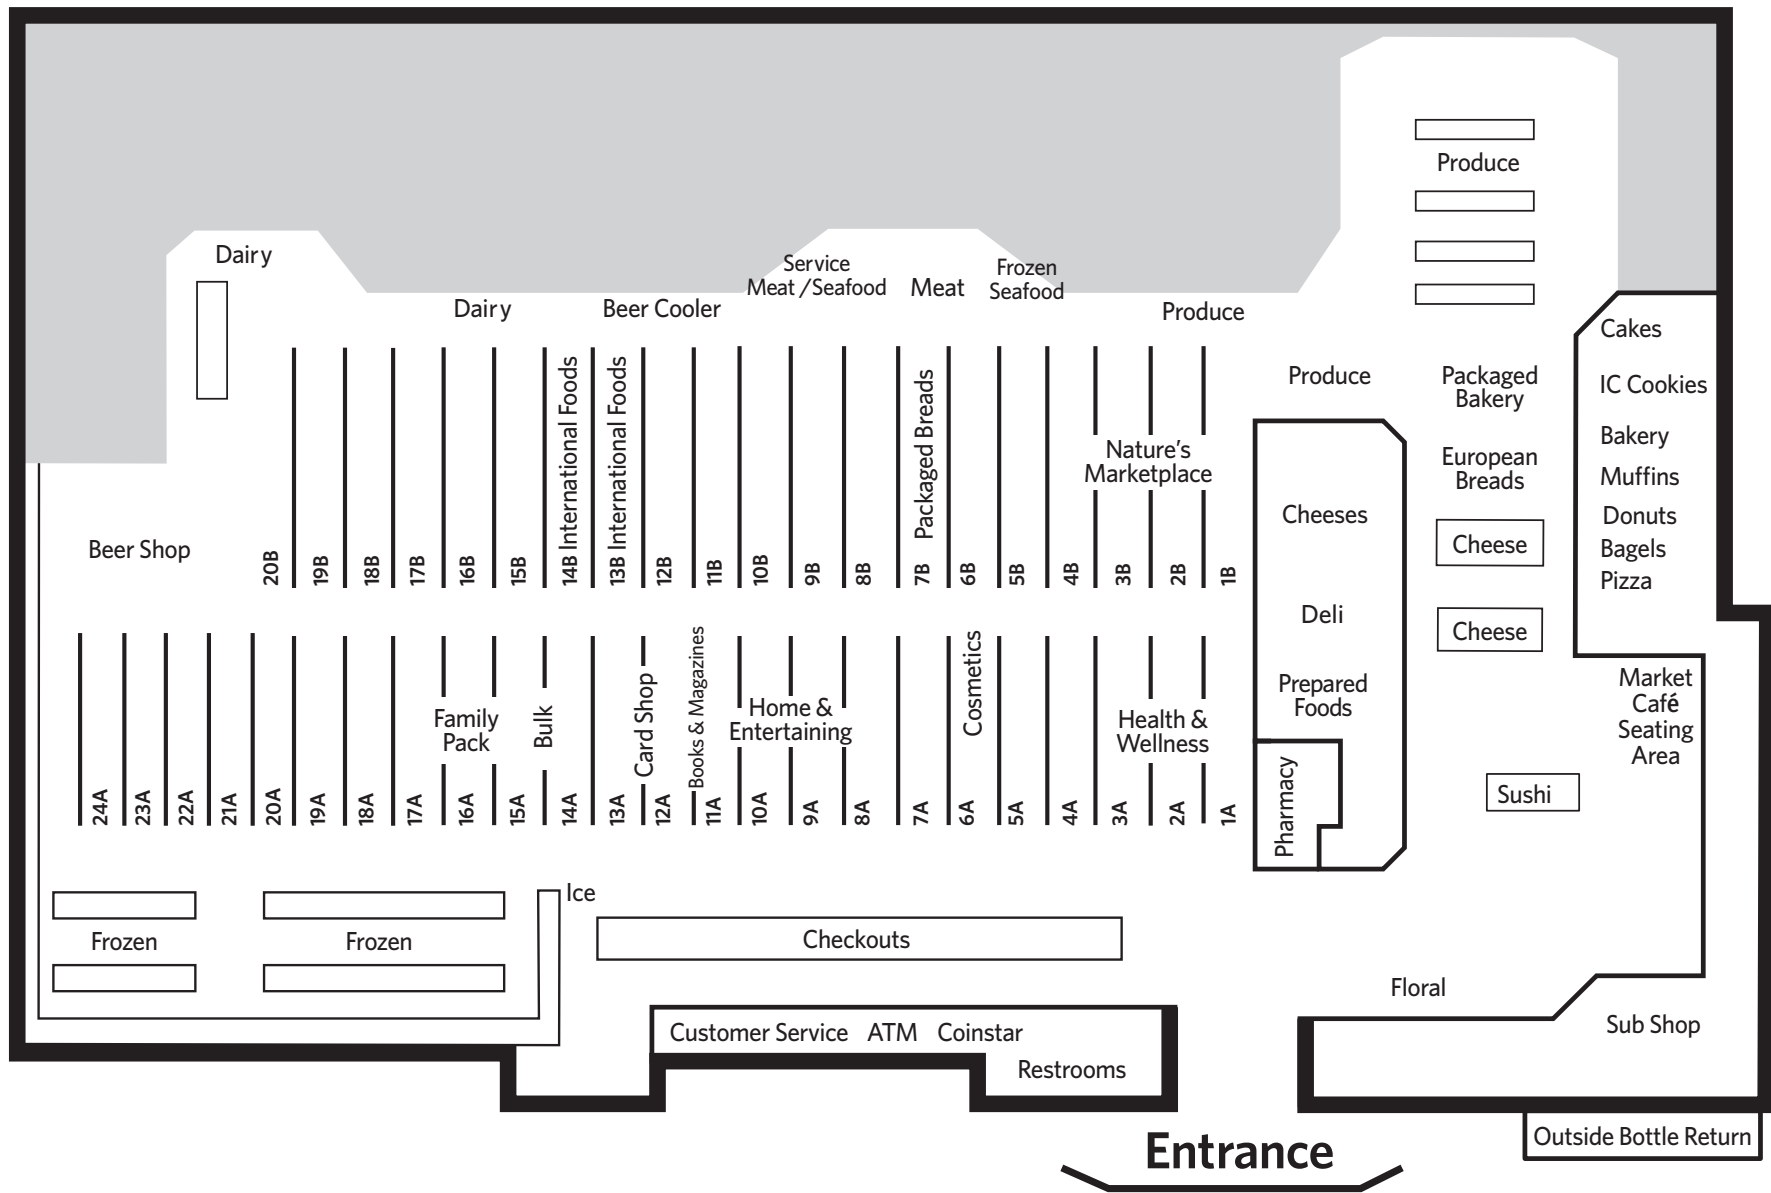 Produce
Dairy
Service
Meat /Seafood
Meat
Frozen
Seafood
Dairy
Beer Cooler
Produce
Cakes
Produce
Packaged
Bakery
IC Cookies
Bakery
Nature's
Marketplace
European
Breads
Muffins
Cheeses
Donuts
Beer Shop
Cheese
Bagels
Pizza
20B
19B
18B
17B
16B
15B
14B International Foods
13B International Foods
12B
11B
10B
9B
8B
7B Packaged Breads
6B
5B
4B
3B
2B
1B
Deli
Cheese
Prepared
Foods
Market
Café
Seating
Area
Family
Pack
Bulk
Card Shop
Books & Magazines
Home &
Entertaining
Cosmetics
Health &
Wellness
24A
23A
22A
21A
20A
19A
18A
17A
16A
15A
14A
13A
12A
11A
10A
9A
8A
7A
6A
5A
4A
3A
2A
1A
Pharmacy
Sushi
Ice
Frozen
Frozen
Checkouts
Floral
Customer Service ATM Coinstar
Sub Shop
Restrooms
Entrance
Outside Bottle Return